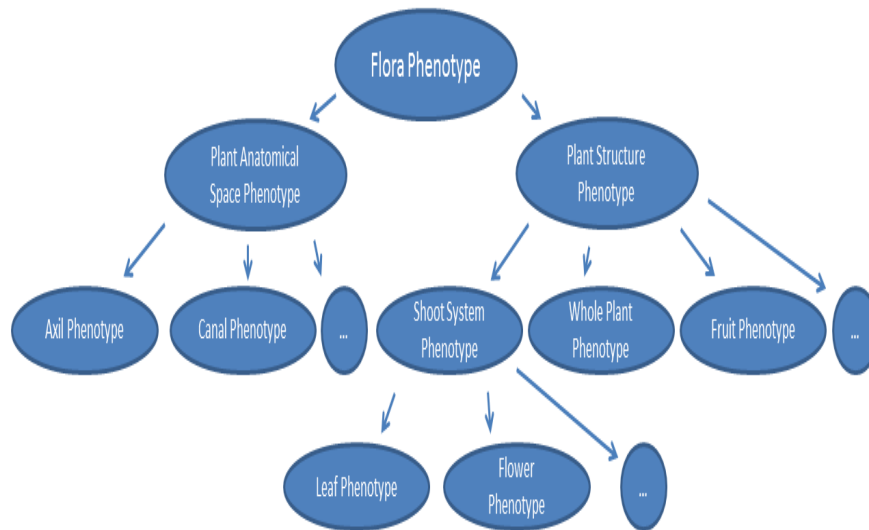 Flora Phenotype
Plant Anatomical
Space Phenotype
Plant Structure
Phenotype
Axil Phenotype
Canal Phenotype
...
Shoot System
Phenotype
Whole Plant
Phenotype
Fruit Phenotype
...
Leaf Phenotype
Flower
Phenotype
...